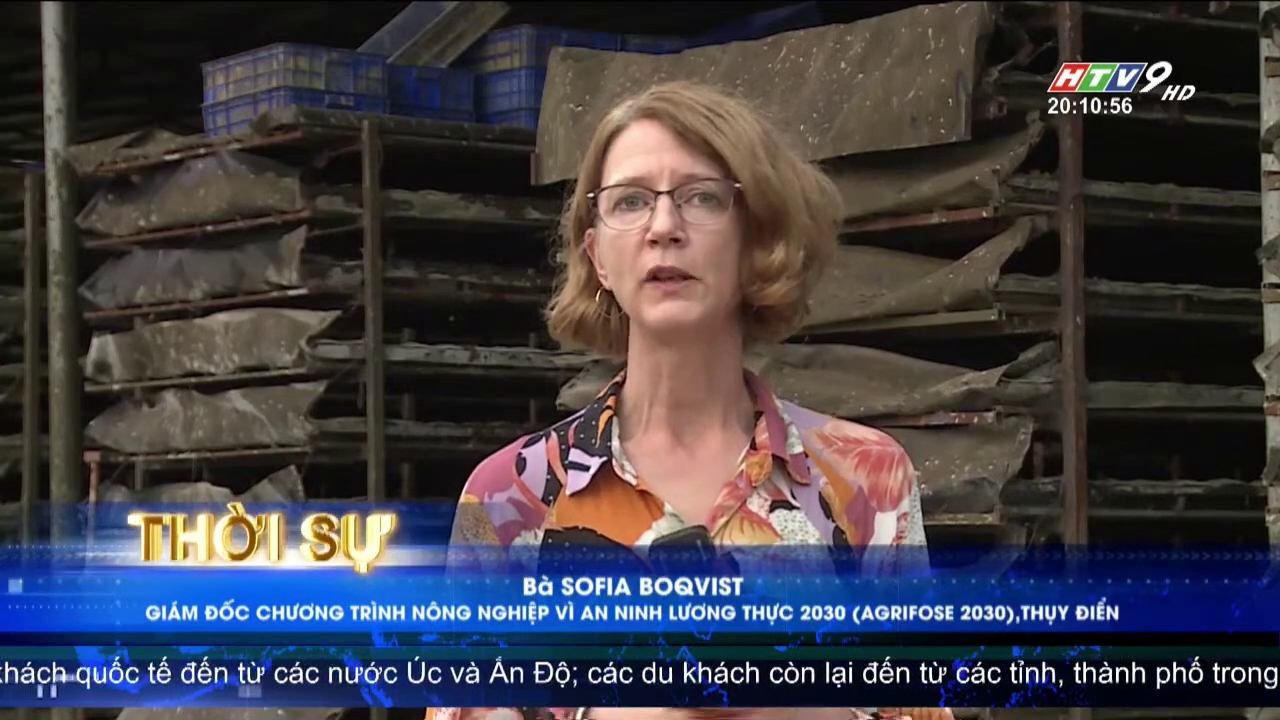 HTV9 HD
20:10:56
THỜI SỰ
Bà SOFIA BOQVIST
GIÁM ĐỐC CHƯƠNG TRÌNH NÔNG NGHIỆP VÌ AN NINH LƯƠNG THỰC 2030 (AGRIFOSE 2030),THỤY ĐIỂN
khách quốc tế đến từ các nước Úc và Ấn Độ; các du khách còn lại đến từ các tỉnh, thành phố trong